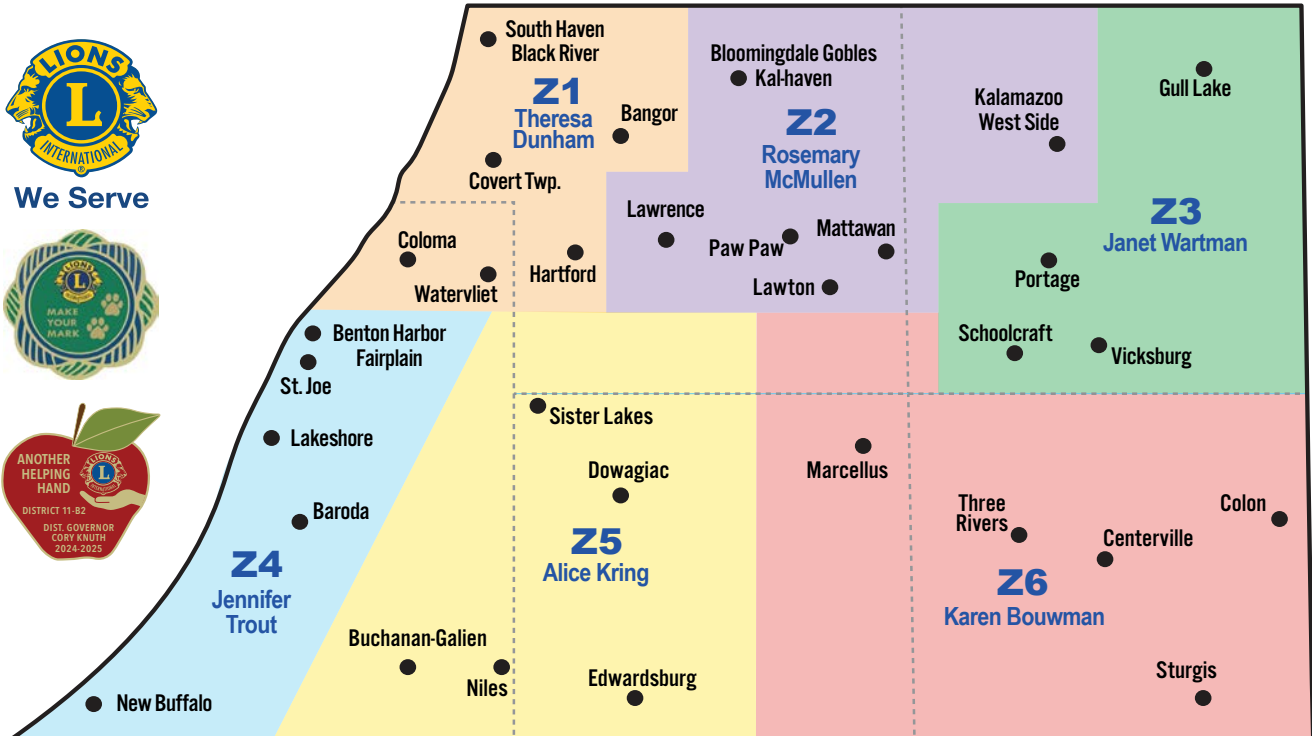 LIONS
L
INTERNATIONAL
®
We Serve
LIONS
L
MAKE
YOUR
MARK
ANOTHER
HELPING
HAND
LIONS
L
INTERNATIONAL
DISTRICT 11-B2
DIST. GOVERNOR
CORY KNUTH
2024-2025
South Haven
Black River
Z1
Theresa
Dunham
Bangor
Covert Twp.
Coloma
Watervliet
Hartford
Bloomingdale Gobles
Kal-haven
Z2
Rosemary
McMullen
Kalamazoo
West Side
Lawrence
Paw Paw
Mattawan
Lawton
Gull Lake
Z3
Janet Wartman
Portage
Schoolcraft
Vicksburg
Benton Harbor
Fairplain
St. Joe
Lakeshore
Baroda
Z4
Jennifer
Trout
New Buffalo
Sister Lakes
Dowagiac
Z5
Alice Kring
Buchanan-Galien
Niles
Edwardsburg
Marcellus
Three
Rivers
Centerville
Colon
Z6
Karen Bouwman
Sturgis